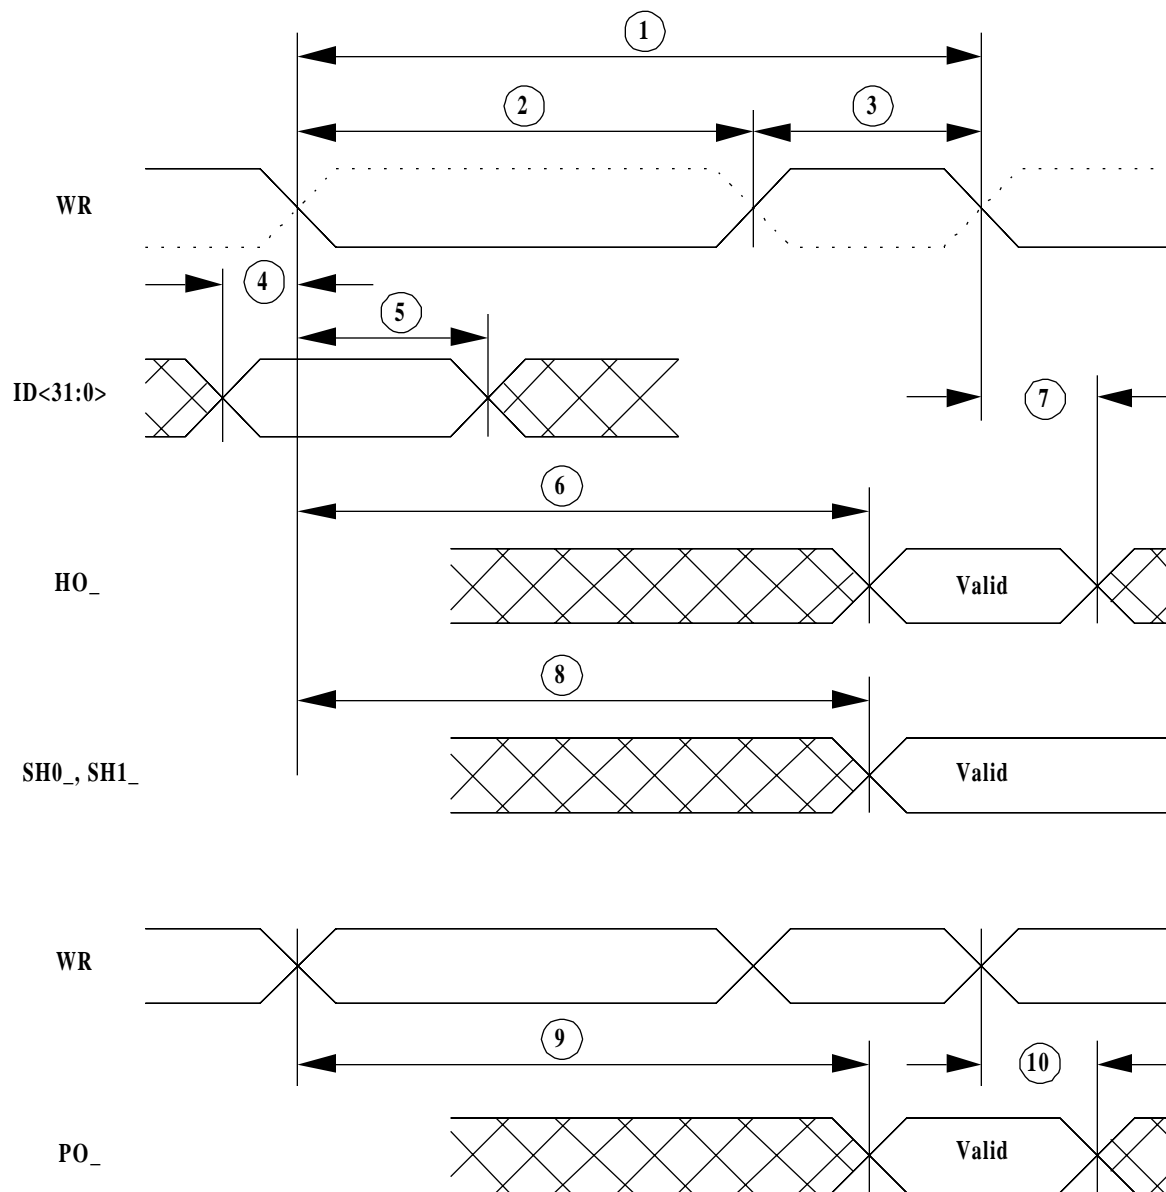 1
2
3
WR
4
5
ID<31:0>
7
6
HO_
Valid
8
SH0_, SH1_
Valid
WR
9
10
PO_
Valid